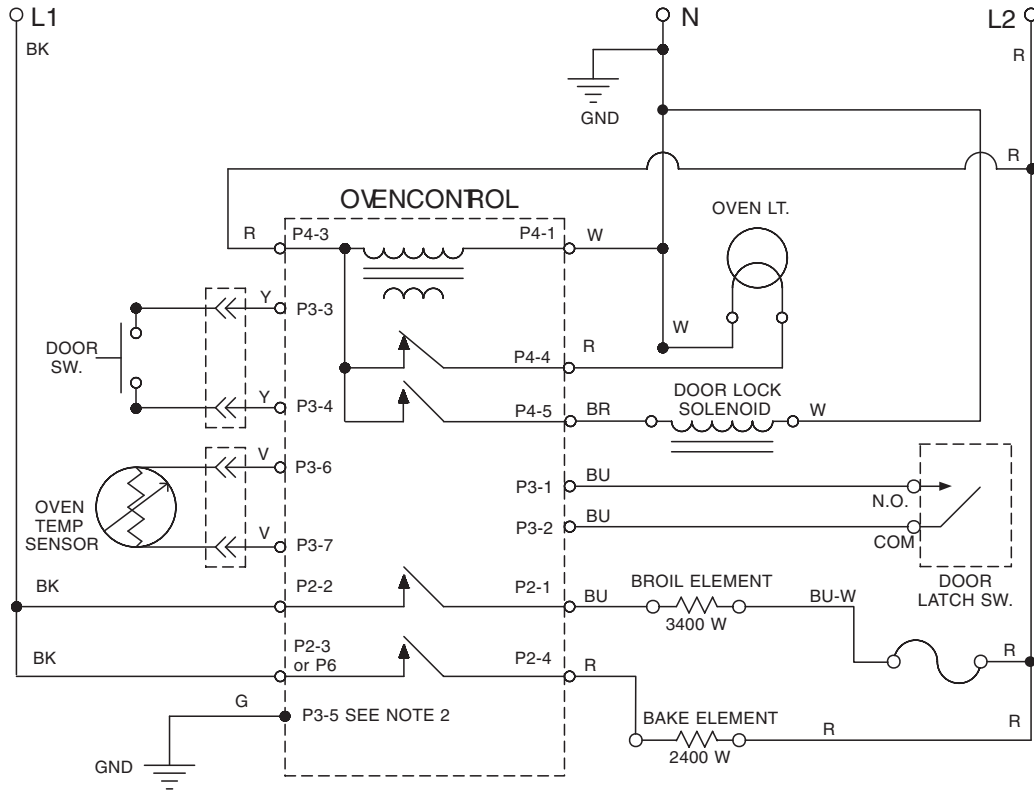 L1
N
L2
BK
R
GND
R
OVENCONTROL
OVEN LT.
R
P4-3
P4-1
W
Y
P3-3
W
DOOR
SW.
P4-4
R
Y
P3-4
DOOR LOCK
SOLENOID
P4-5
BR
W
V
P3-6
P3-1
BU
N.O.
OVEN
TEMP
SENSOR
P3-2
BU
COM
V
P3-7
DOOR
LATCH SW.
BK
P2-2
P2-1
BU
BROIL ELEMENT
3400 W
BU-W
BK
P2-3
or P6
P2-4
R
R
G
P3-5 SEE NOTE 2
BAKE ELEMENT
2400 W
R
R
GND